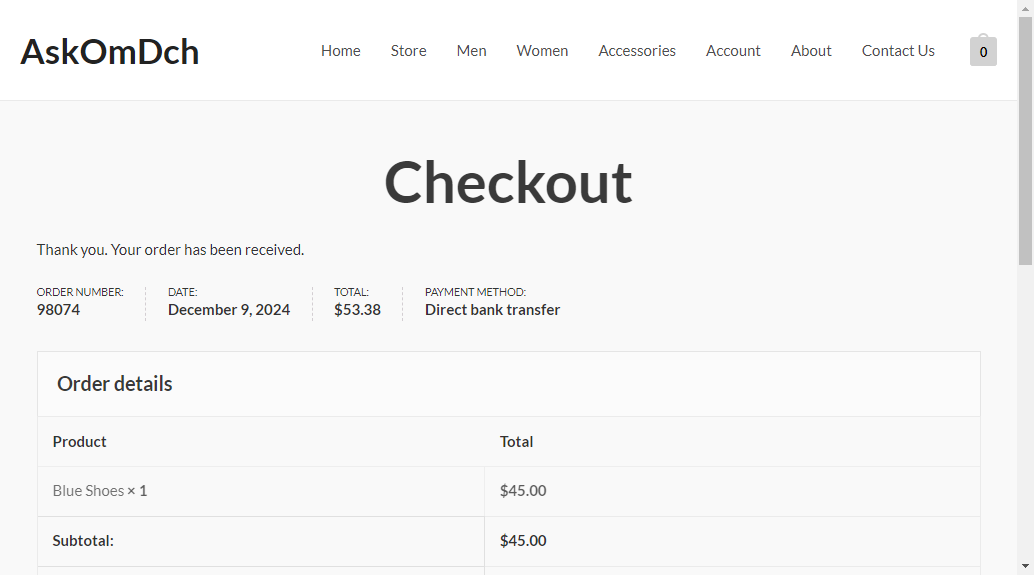 AskOmDch
Home Store Men Women Accessories Account About Contact Us 0
Checkout
Thank you. Your order has been received.
ORDER NUMBER: DATE: TOTAL: PAYMENT METHOD:
98074 December 9, 2024 $53.38 Direct bank transfer
Order details
Product Total
Blue Shoes × 1 $45.00
Subtotal: $45.00